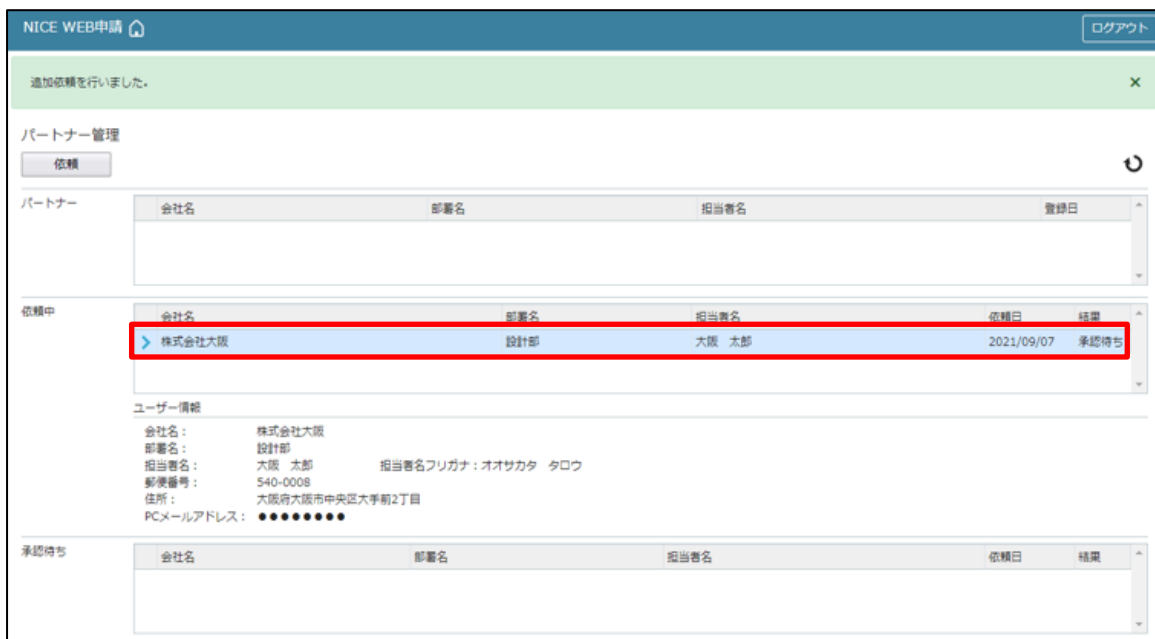 NICE WEB申請 ログアウト
追加依頼を行いました。 ×
パートナー管理
依頼
パートナー 会社名 部署名 担当者名 登録日
依頼中 会社名 部署名 担当者名 依頼日 結果
株式会社大阪 設計部 大阪 太郎 2021/09/07 承認待ち
ユーザー情報
会社名： 株式会社大阪
部署名： 設計部
担当者名： 大阪 太郎 担当者名フリガナ：オオサカタ タロウ
郵便番号： 540-0008
住所： 大阪府大阪市中央区大手前2丁目
PCメールアドレス： ●●●●●●●●
承認待ち 会社名 部署名 担当者名 依頼日 結果